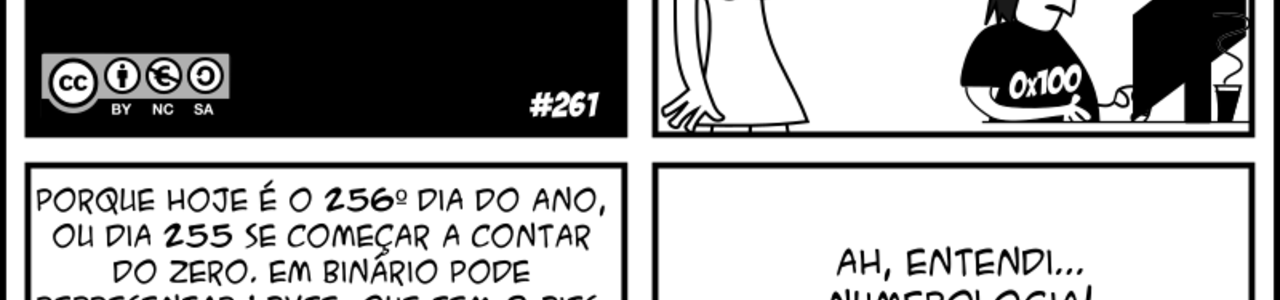 cc
BY NC SA
#261
0x100
PORQUE HOJE É O 256º DIA DO ANO,
OU DIA 255 SE COMEÇAR A CONTAR
DO ZERO. EM BINÁRIO PODE
AH, ENTENDI...